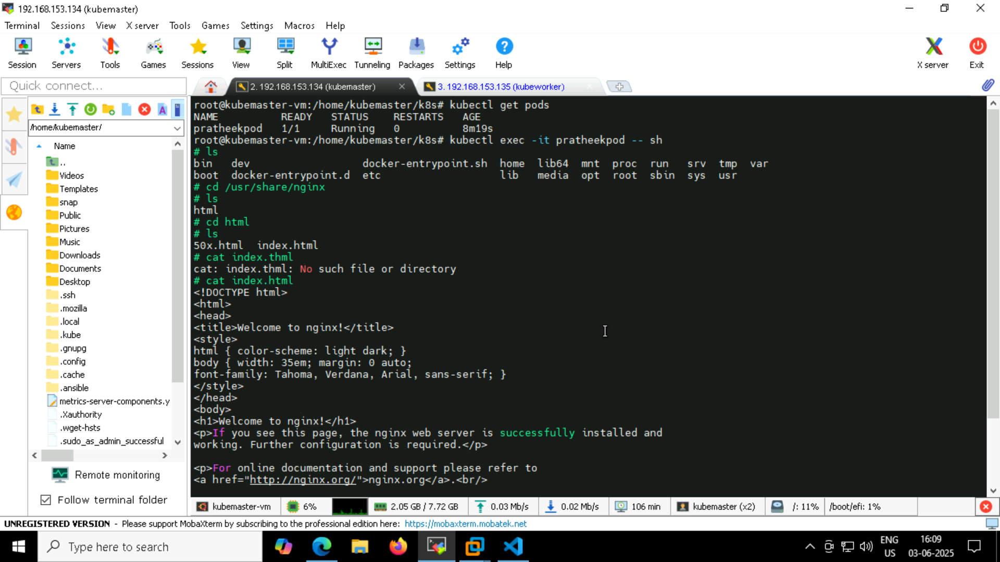 192.168.153.134 (kubemaster)
Terminal Sessions View X server Tools Games Settings Macros Help
Session Servers Tools Games Sessions View Split MultiExec Tunneling Packages Settings Help X server Exit
Quick connect...
2. 192.168.153.134 (kubemaster)
3. 192.168.153.135 (kubeworker)
/home/kubemaster/
Name
..
Videos
Templates
snap
Public
Pictures
Music
Downloads
Documents
Desktop
.ssh
.mozilla
.local
.kube
.gnupg
.config
.cache
.ansible
metrics-server-components.y
.Xauthority
.wget-hsts
.sudo_as_admin_successful
Remote monitoring
Follow terminal folder
root@kubemaster-vm:/home/kubemaster/k8s# kubectl get pods
NAME READY STATUS RESTARTS AGE
pratheekpod 1/1 Running 0 8m19s
root@kubemaster-vm:/home/kubemaster/k8s# kubectl exec -it pratheekpod -- sh
# ls
bin dev docker-entrypoint.sh home lib64 mnt proc run srv tmp var
boot docker-entrypoint.d etc lib media opt root sbin sys usr
# cd /usr/share/nginx
# ls
html
# cd html
# ls
50x.html index.html
# cat index.thml
cat: index.thml: No such file or directory
# cat index.html
<!DOCTYPE html>
<html>
<head>
<title>Welcome to nginx!</title>
<style>
html { color-scheme: light dark; }
body { width: 35em; margin: 0 auto;
font-family: Tahoma, Verdana, Arial, sans-serif; }
</style>
</head>
<body>
<h1>Welcome to nginx!</h1>
<p>If you see this page, the nginx web server is successfully installed and
working. Further configuration is required.</p>
<p>For online documentation and support please refer to
<a href="http://nginx.org/">nginx.org</a>.<br/>
kubemaster-vm 6% 2.05 GB / 7.72 GB 0.03 Mb/s 0.02 Mb/s 106 min kubemaster (x2) /: 11% /boot/efi: 1%
UNREGISTERED VERSION - Please support MobaXterm by subscribing to the professional edition here: https://mobaxterm.mobatek.net
Type here to search
ENG
US
16:09
03-06-2025